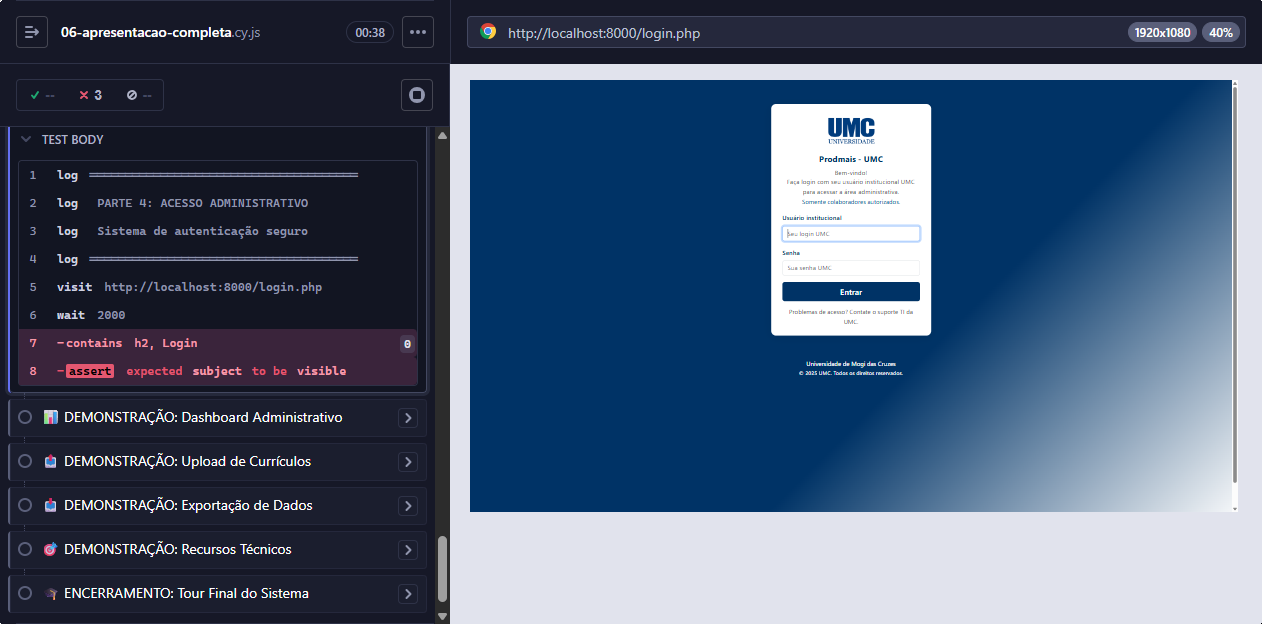 06-apresentacao-completa.cy.js
00:38
--
3
--
TEST BODY
1 log ======================================
2 log PARTE 4: ACESSO ADMINISTRATIVO
3 log Sistema de autenticação seguro
4 log ======================================
5 visit http://localhost:8000/login.php
6 wait 2000
7 -contains h2, Login 0
8 -assert expected subject to be visible
DEMONSTRAÇÃO: Dashboard Administrativo
DEMONSTRAÇÃO: Upload de Currículos
DEMONSTRAÇÃO: Exportação de Dados
DEMONSTRAÇÃO: Recursos Técnicos
ENCERRAMENTO: Tour Final do Sistema
http://localhost:8000/login.php
1920x1080
40%
UMC
UNIVERSIDADE
Prodmais - UMC
Bem-vindo!
Faça login com seu usuário institucional UMC
para acessar a área administrativa.
Somente colaboradores autorizados.
Usuário institucional
Seu login UMC
Senha
Sua senha UMC
Entrar
Problemas de acesso? Contate o suporte TI da
UMC.
Universidade de Mogi das Cruzes
© 2025 UMC. Todos os direitos reservados.